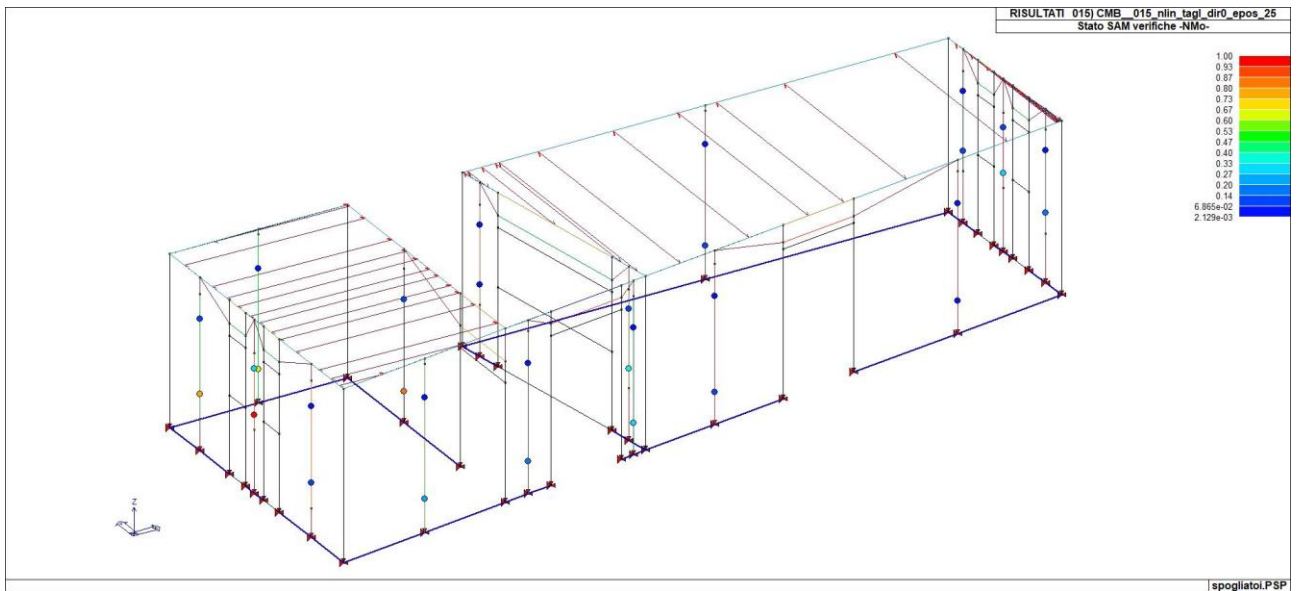 RISULTATI 015) CMB__015_nlin_tagl_dir0_epos_25
Stato SAM verifiche -NMo-
1.00
0.93
0.87
0.80
0.73
0.67
0.60
0.53
0.47
0.40
0.33
0.27
0.20
0.14
6.865e-02
2.129e-03
Z
spogliatoi.PSP